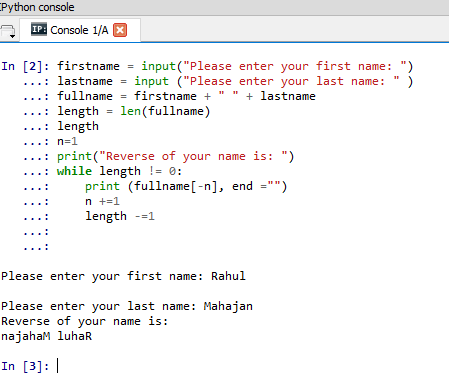 IPython console
IP: Console 1/A
In [2]: firstname = input("Please enter your first name: ")
   ...: lastname = input ("Please enter your last name: " )
   ...: fullname = firstname + " " + lastname
   ...: length = len(fullname)
   ...: length
   ...: n=1
   ...: print("Reverse of your name is: ")
   ...: while length != 0:
   ...:     print (fullname[-n], end ="")
   ...:     n +=1
   ...:     length -=1
   ...:
   ...:
Please enter your first name: Rahul
Please enter your last name: Mahajan
Reverse of your name is:
najahaM luhaR
In [3]: